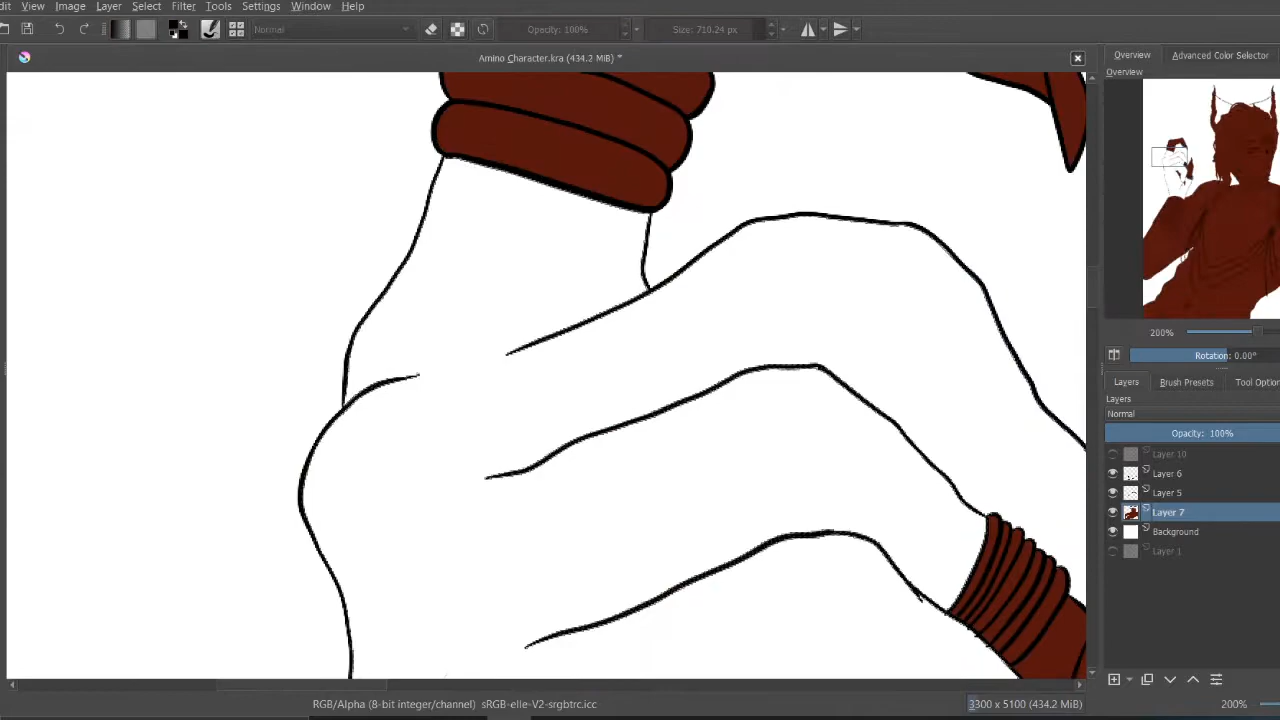 dit View Image Layer Select Filter Tools Settings Window Help
Normal Opacity: 100% Size: 710.24 px
Amino Character.kra (434.2 MiB) *
Overview Advanced Color Selector
Overview
200%
Rotation: 0.00°
Layers Brush Presets Tool Option
Layers
Normal
Opacity: 100%
Layer 10
Layer 6
Layer 5
Layer 7
Background
Layer 1
RGB/Alpha (8-bit integer/channel) sRGB-elle-V2-srgbtrc.icc 3300 x 5100 (434.2 MiB) 200%